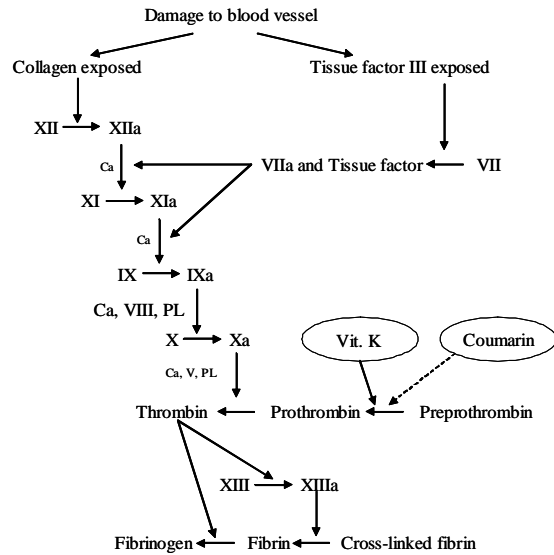 Damage to blood vessel
Collagen exposed Tissue factor III exposed
XII XIIa
Ca VIIa and Tissue factor VII
XI XIa
Ca
IX IXa
Ca, VIII, PL
X Xa Vit. K Coumarin
Ca, V, PL
Thrombin Prothrombin Preprothrombin
XIII XIIIa
Fibrinogen Fibrin Cross-linked fibrin